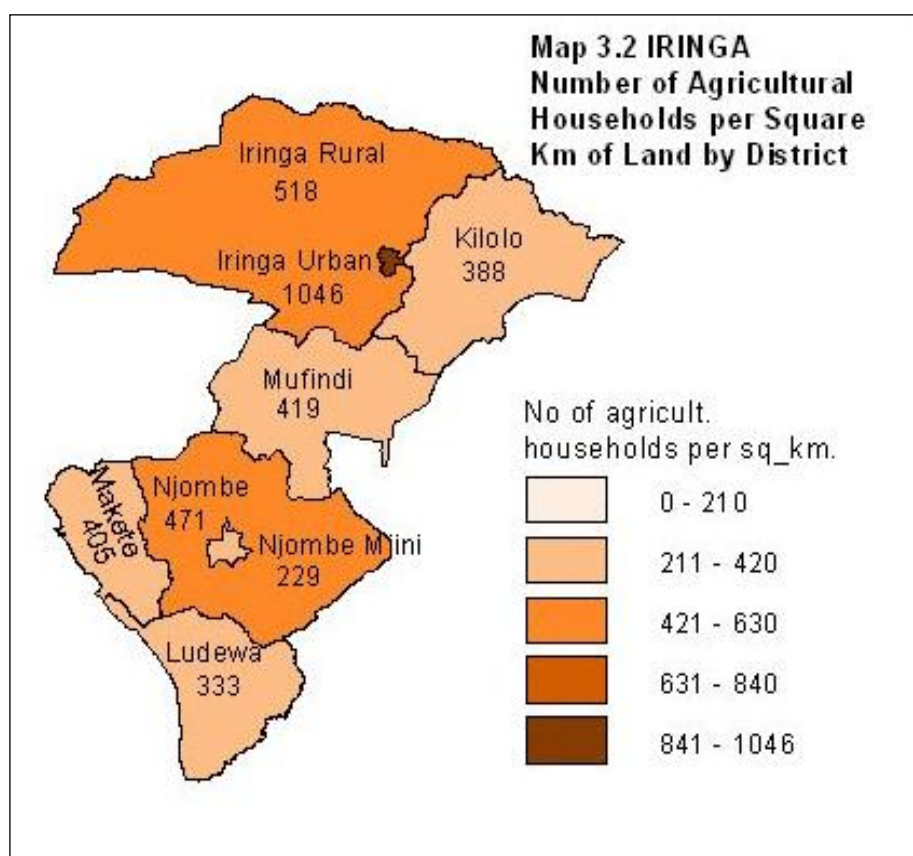 Map 3.2 IRINGA
Number of Agricultural
Households per Square
Km of Land by District
Iringa Rural
518
Kilolo
388
Iringa Urban
1046
Mufindi
419
Makete
405
Njombe
471
Njombe Mjini
229
Ludewa
333
No of agricult.
households per sq_km.
0 - 210
211 - 420
421 - 630
631 - 840
841 - 1046